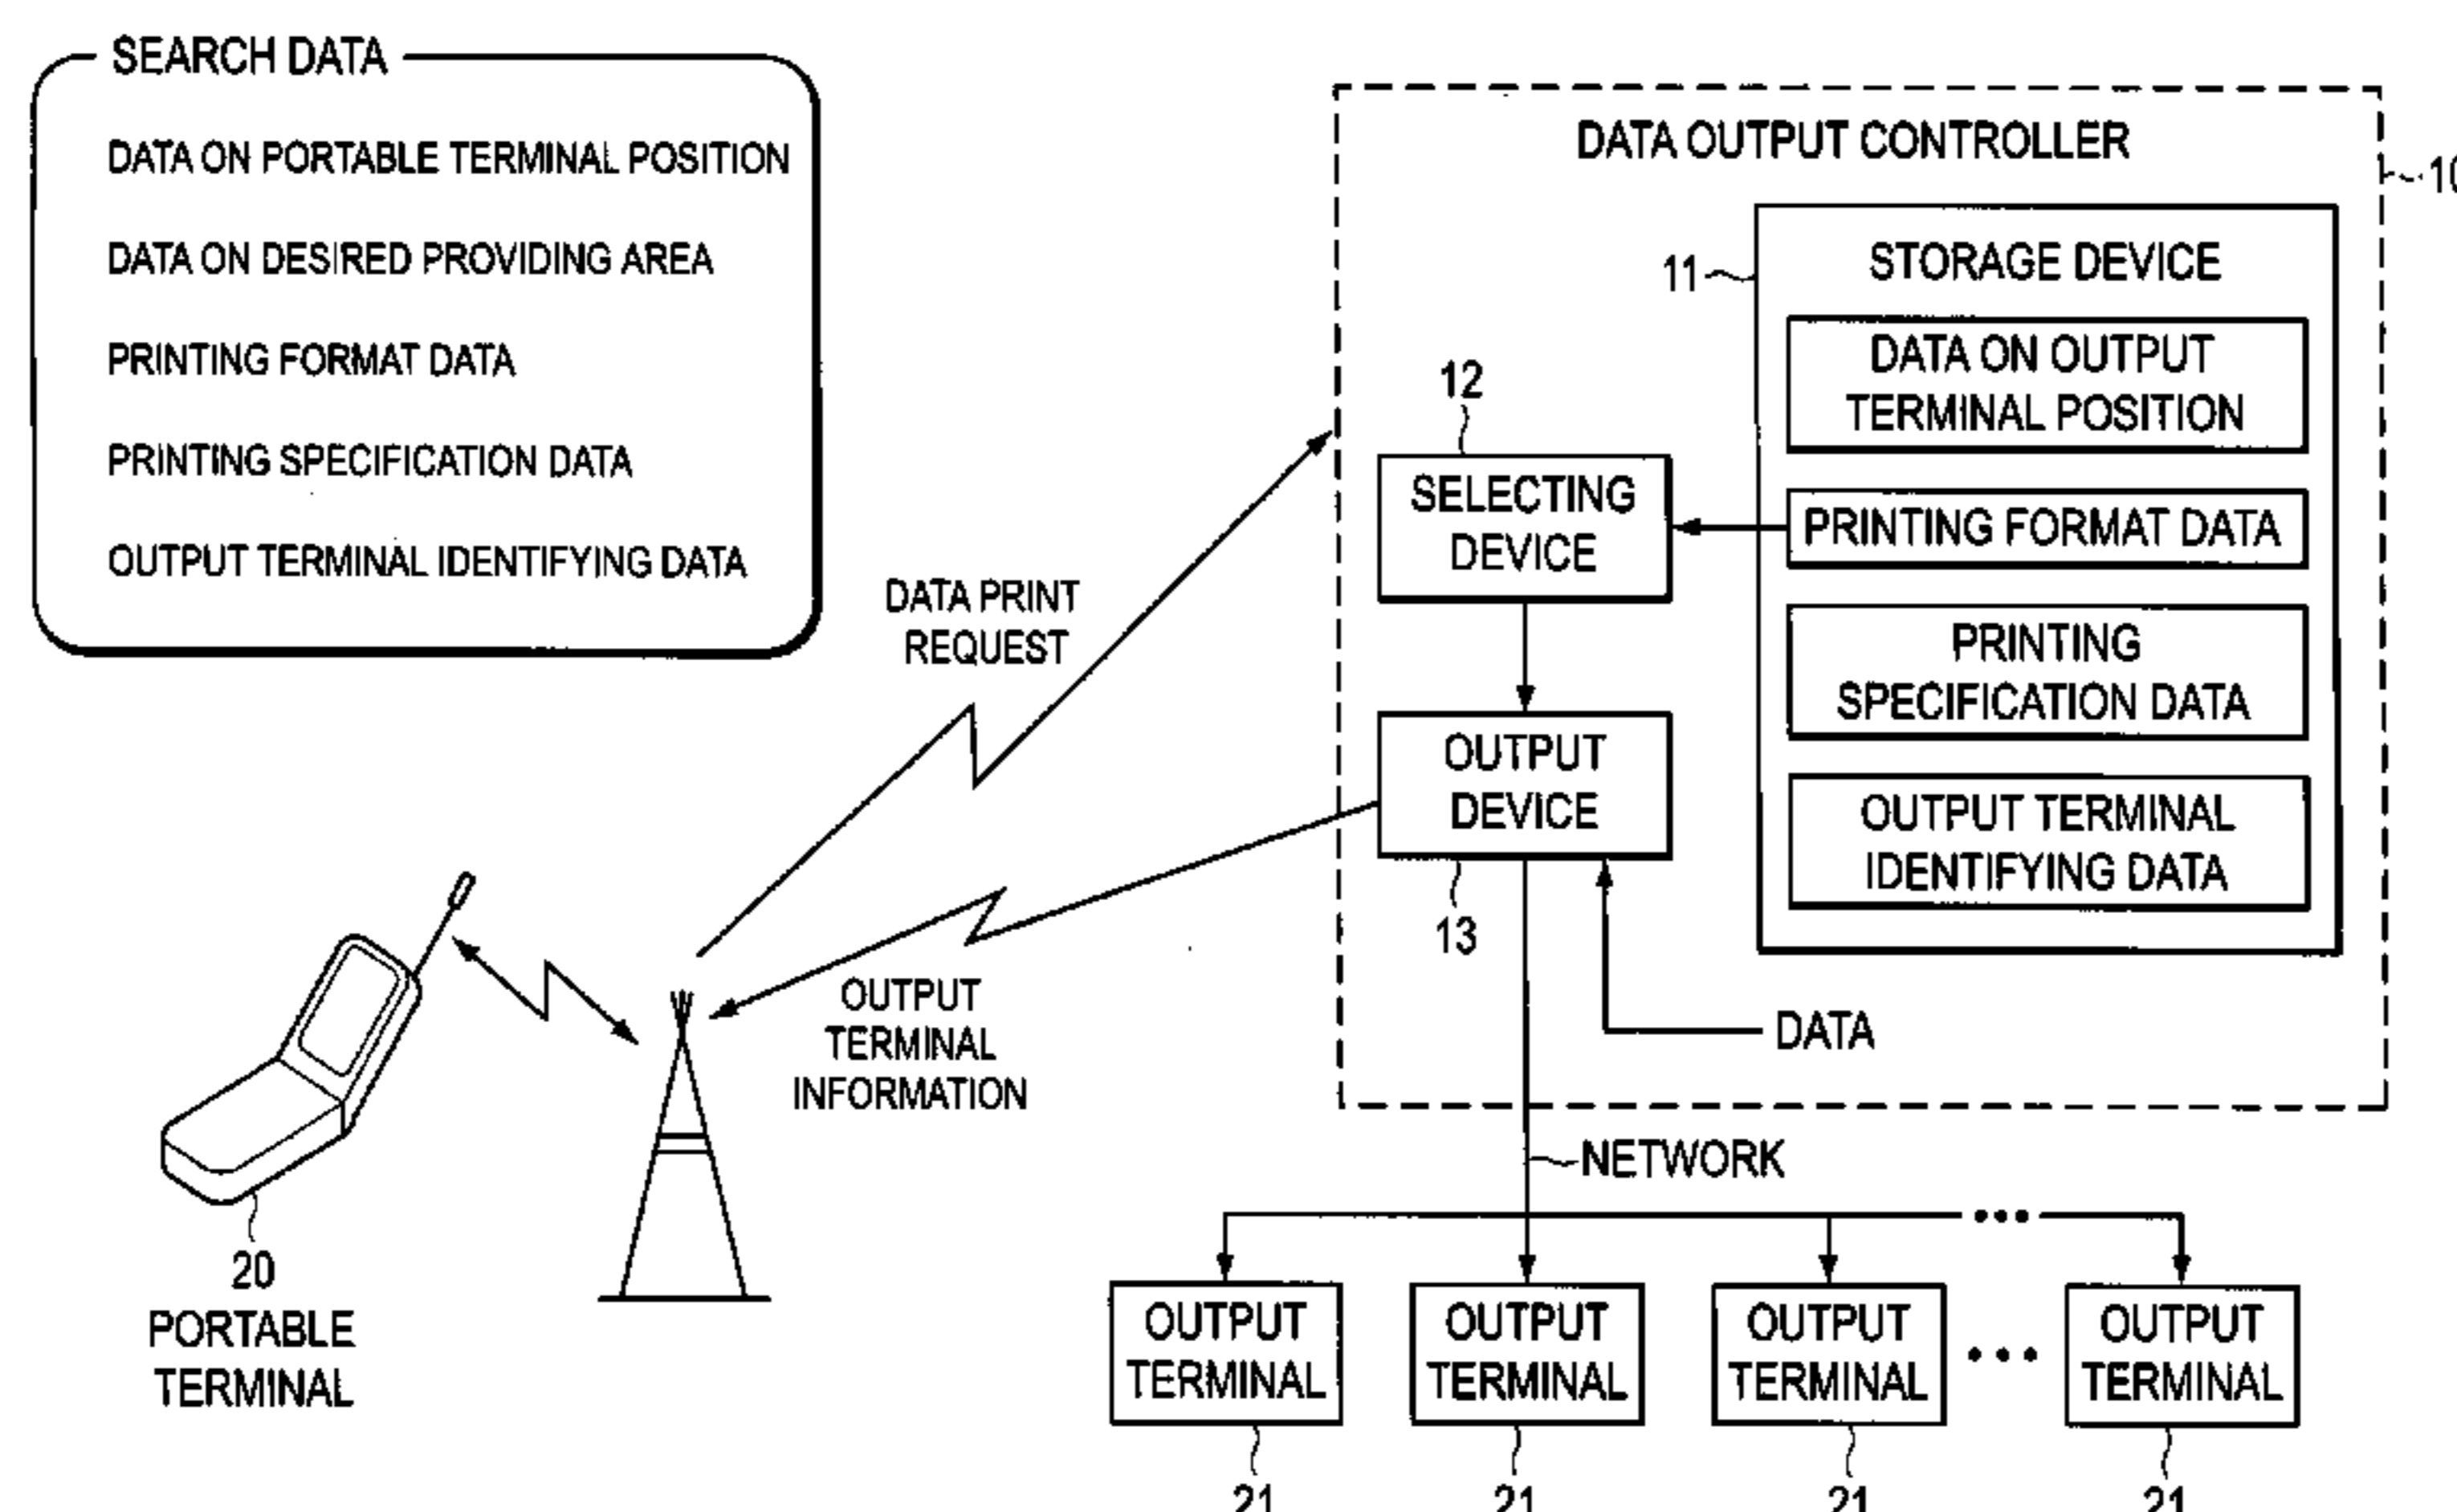 SEARCH DATA
DATA ON PORTABLE TERMINAL POSITION
DATA ON DESIRED PROVIDING AREA
PRINTING FORMAT DATA
PRINTING SPECIFICATION DATA
OUTPUT TERMINAL IDENTIFYING DATA
DATA PRINT
REQUEST
OUTPUT
TERMINAL
INFORMATION
20
PORTABLE
TERMINAL
DATA OUTPUT CONTROLLER
10
11
STORAGE DEVICE
DATA ON OUTPUT
TERMINAL POSITION
PRINTING FORMAT DATA
PRINTING
SPECIFICATION DATA
OUTPUT TERMINAL
IDENTIFYING DATA
12
SELECTING
DEVICE
OUTPUT
DEVICE
13
DATA
NETWORK
OUTPUT
TERMINAL
21
OUTPUT
TERMINAL
21
OUTPUT
TERMINAL
21
OUTPUT
TERMINAL
21